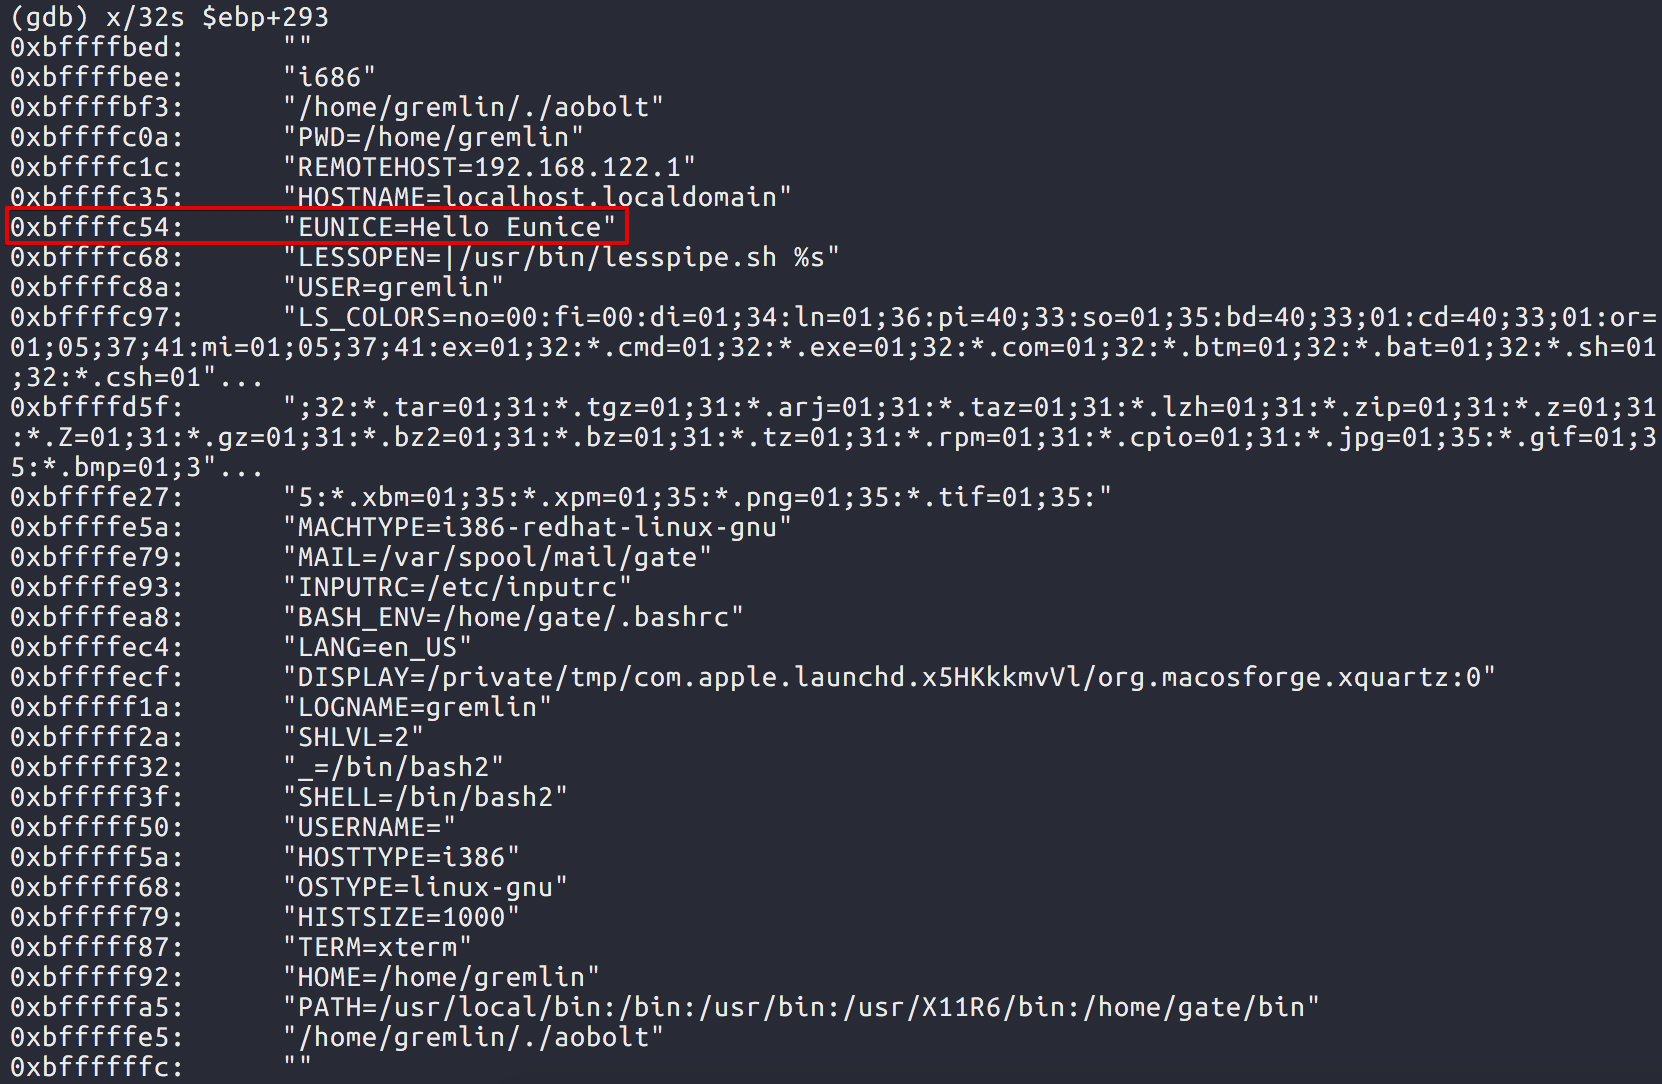 (gdb) x/32s $ebp+293
0xbffffbed:      ""
0xbffffbee:      "i686"
0xbffffbf3:      "/home/gremlin/./aobolt"
0xbffffc0a:      "PWD=/home/gremlin"
0xbffffc1c:      "REMOTEHOST=192.168.122.1"
0xbffffc35:      "HOSTNAME=localhost.localdomain"
0xbffffc54:      "EUNICE=Hello Eunice"
0xbffffc68:      "LESSOPEN=|/usr/bin/lesspipe.sh %s"
0xbffffc8a:      "USER=gremlin"
0xbffffc97:      "LS_COLORS=no=00:fi=00:di=01;34:ln=01;36:pi=40;33:so=01;35:bd=40;33;01:cd=40;33;01:or=
01;05;37;41:mi=01;05;37;41:ex=01;32:*.cmd=01;32:*.exe=01;32:*.com=01;32:*.btm=01;32:*.bat=01;32:*.sh=01
;32:*.csh=01"...
0xbffffd5f:      ";32:*.tar=01;31:*.tgz=01;31:*.arj=01;31:*.taz=01;31:*.lzh=01;31:*.zip=01;31:*.z=01;31
:*.Z=01;31:*.gz=01;31:*.bz2=01;31:*.bz=01;31:*.tz=01;31:*.rpm=01;31:*.cpio=01;31:*.jpg=01;35:*.gif=01;3
5:*.bmp=01;3"...
0xbffffe27:      "5:*.xbm=01;35:*.xpm=01;35:*.png=01;35:*.tif=01;35:"
0xbffffe5a:      "MACHTYPE=i386-redhat-linux-gnu"
0xbffffe79:      "MAIL=/var/spool/mail/gate"
0xbffffe93:      "INPUTRC=/etc/inputrc"
0xbffffea8:      "BASH_ENV=/home/gate/.bashrc"
0xbffffec4:      "LANG=en_US"
0xbffffecf:      "DISPLAY=/private/tmp/com.apple.launchd.x5HKkkmvVl/org.macosforge.xquartz:0"
0xbfffff1a:      "LOGNAME=gremlin"
0xbfffff2a:      "SHLVL=2"
0xbfffff32:      "_=/bin/bash2"
0xbfffff3f:      "SHELL=/bin/bash2"
0xbfffff50:      "USERNAME="
0xbfffff5a:      "HOSTTYPE=i386"
0xbfffff68:      "OSTYPE=linux-gnu"
0xbfffff79:      "HISTSIZE=1000"
0xbfffff87:      "TERM=xterm"
0xbfffff92:      "HOME=/home/gremlin"
0xbfffffa5:      "PATH=/usr/local/bin:/bin:/usr/bin:/usr/X11R6/bin:/home/gate/bin"
0xbfffffe5:      "/home/gremlin/./aobolt"
0xbffffffc:      ""